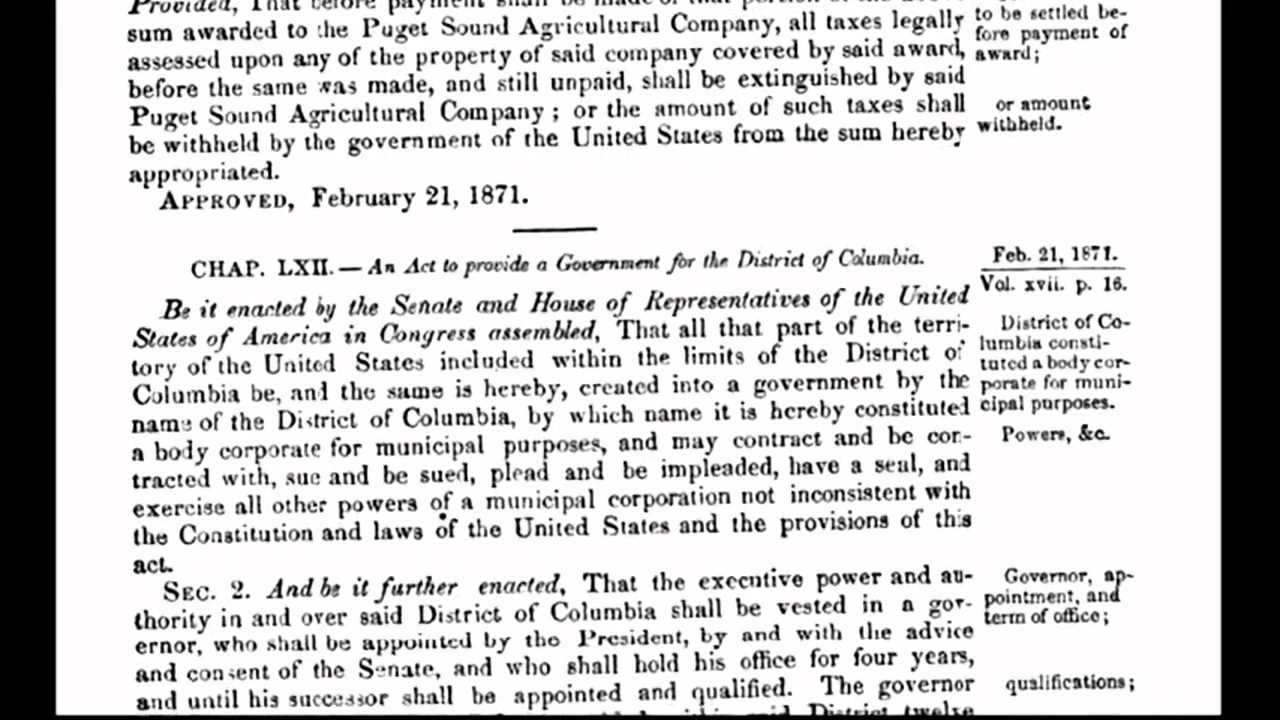 Provided, That before payment shall be made of that portion of the above
sum awarded to the Puget Sound Agricultural Company, all taxes legally
assessed upon any of the property of said company covered by said award,
before the same was made, and still unpaid, shall be extinguished by said
Puget Sound Agricultural Company; or the amount of such taxes shall
be withheld by the government of the United States from the sum hereby
appropriated.
APPROVED, February 21, 1871.
to be settled be-
fore payment of
award;
or amount
withheld.
CHAP. LXII. — An Act to provide a Government for the District of Columbia.
Be it enacted by the Senate and House of Representatives of the United
States of America in Congress assembled, That all that part of the terri-
tory of the United States included within the limits of the District of
Columbia be, and the same is hereby, created into a government by the
name of the District of Columbia, by which name it is hereby constituted
a body corporate for municipal purposes, and may contract and be con-
tracted with, sue and be sued, plead and be impleaded, have a seal, and
exercise all other powers of a municipal corporation not inconsistent with
the Constitution and laws of the United States and the provisions of this
act.
Feb. 21, 1871.
Vol. xvii. p. 16.
District of Co-
lumbia consti-
tuted a body cor-
porate for muni-
cipal purposes.
Powers, &c.
SEC. 2. And be it further enacted, That the executive power and au-
thority in and over said District of Columbia shall be vested in a gov-
ernor, who shall be appointed by the President, by and with the advice
and consent of the Senate, and who shall hold his office for four years,
and until his successor shall be appointed and qualified. The governor
said District twelve
Governor, ap-
pointment, and
term of office;
qualifications;